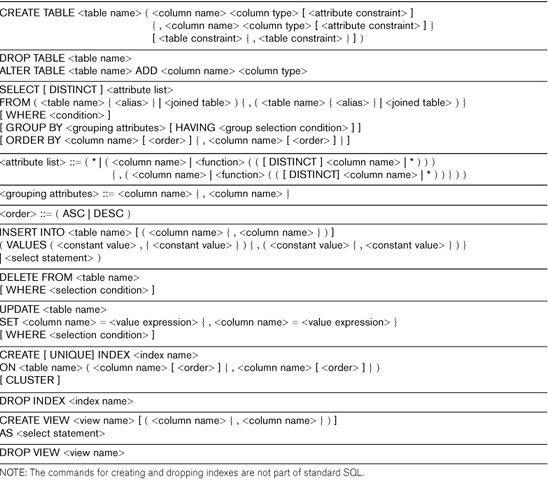 CREATE TABLE <table name> ( <column name> <column type> [ <attribute constraint> ]
{ , <column name> <column type> [ <attribute constraint> ] }
[ <table constraint> { , <table constraint> } ] )
DROP TABLE <table name>
ALTER TABLE <table name> ADD <column name> <column type>
SELECT [ DISTINCT ] <attribute list>
FROM ( <table name> { <alias> } | <joined table> ) { , ( <table name> { <alias> } | <joined table> ) }
[ WHERE <condition> ]
[ GROUP BY <grouping attributes> [ HAVING <group selection condition> ] ]
[ ORDER BY <column name> [ <order> ] { , <column name> [ <order> ] } ]
<attribute list> ::= ( * | ( <column name> | <function> ( ( [ DISTINCT ] <column name> | * ) ) )
{ , ( <column name> | <function> ( ( [ DISTINCT] <column name> | * ) ) } ) )
<grouping attributes> ::= <column name> { , <column name> }
<order> ::= ( ASC | DESC )
INSERT INTO <table name> [ ( <column name> { , <column name> } ) ]
( VALUES ( <constant value> , { <constant value> } ) { , ( <constant value> { , <constant value> } ) }
| <select statement> )
DELETE FROM <table name>
[ WHERE <selection condition> ]
UPDATE <table name>
SET <column name> = <value expression> { , <column name> = <value expression> }
[ WHERE <selection condition> ]
CREATE [ UNIQUE] INDEX <index name>
ON <table name> ( <column name> [ <order> ] { , <column name> [ <order> ] } )
[ CLUSTER ]
DROP INDEX <index name>
CREATE VIEW <view name> [ ( <column name> { , <column name> } ) ]
AS <select statement>
DROP VIEW <view name>
NOTE: The commands for creating and dropping indexes are not part of standard SQL.